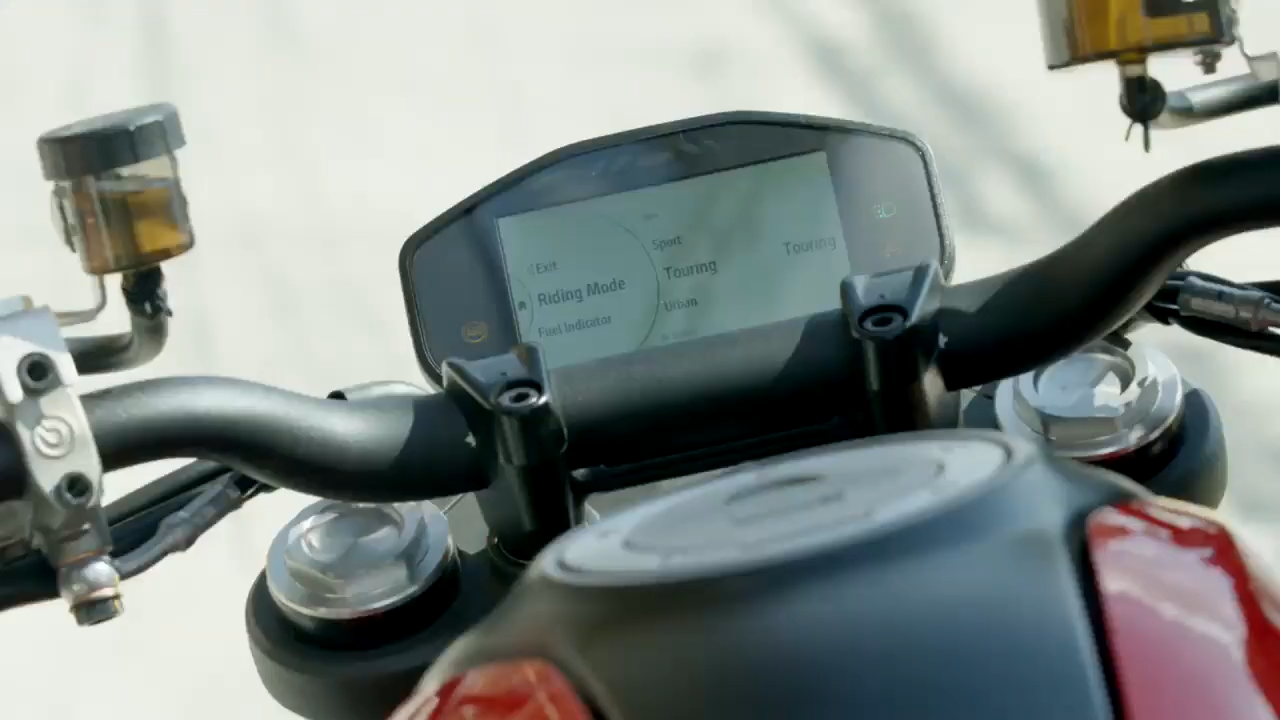 Exit
Riding Mode
Fuel Indicator
Sport
Touring
Urban
Touring